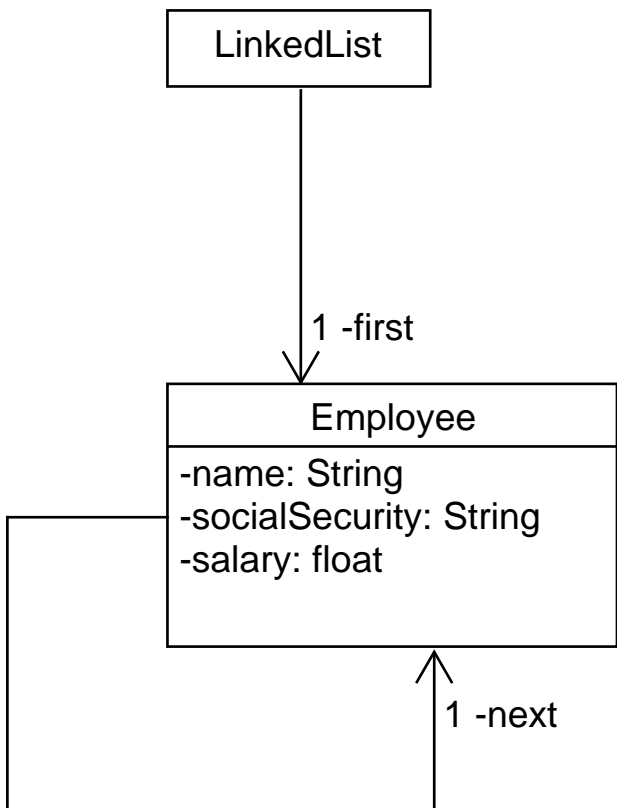 LinkedList
1 -first
Employee
-name: String
-socialSecurity: String
-salary: float
1 -next